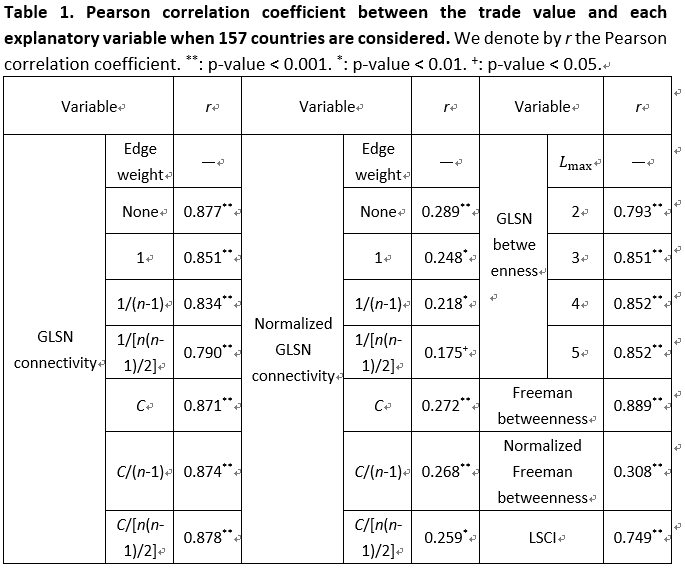 Table 1. Pearson correlation coefficient between the trade value and each
explanatory variable when 157 countries are considered. We denote by r the Pearson
correlation coefficient. **: p-value < 0.001. *: p-value < 0.01. +: p-value < 0.05.
Variable r Variable r Variable r
GLSN connectivity
Edge weight —
None 0.877**
1 0.851**
1/(n-1) 0.834**
1/[n(n-1)/2] 0.790**
C 0.871**
C/(n-1) 0.874**
C/[n(n-1)/2] 0.878**
Normalized GLSN connectivity
Edge weight —
None 0.289**
1 0.248*
1/(n-1) 0.218*
1/[n(n-1)/2] 0.175+
C 0.272**
C/(n-1) 0.268**
C/[n(n-1)/2] 0.259*
GLSN betweenness
Lmax —
2 0.793**
3 0.851**
4 0.852**
5 0.852**
Freeman betweenness 0.889**
Normalized Freeman betweenness 0.308**
LSCI 0.749**